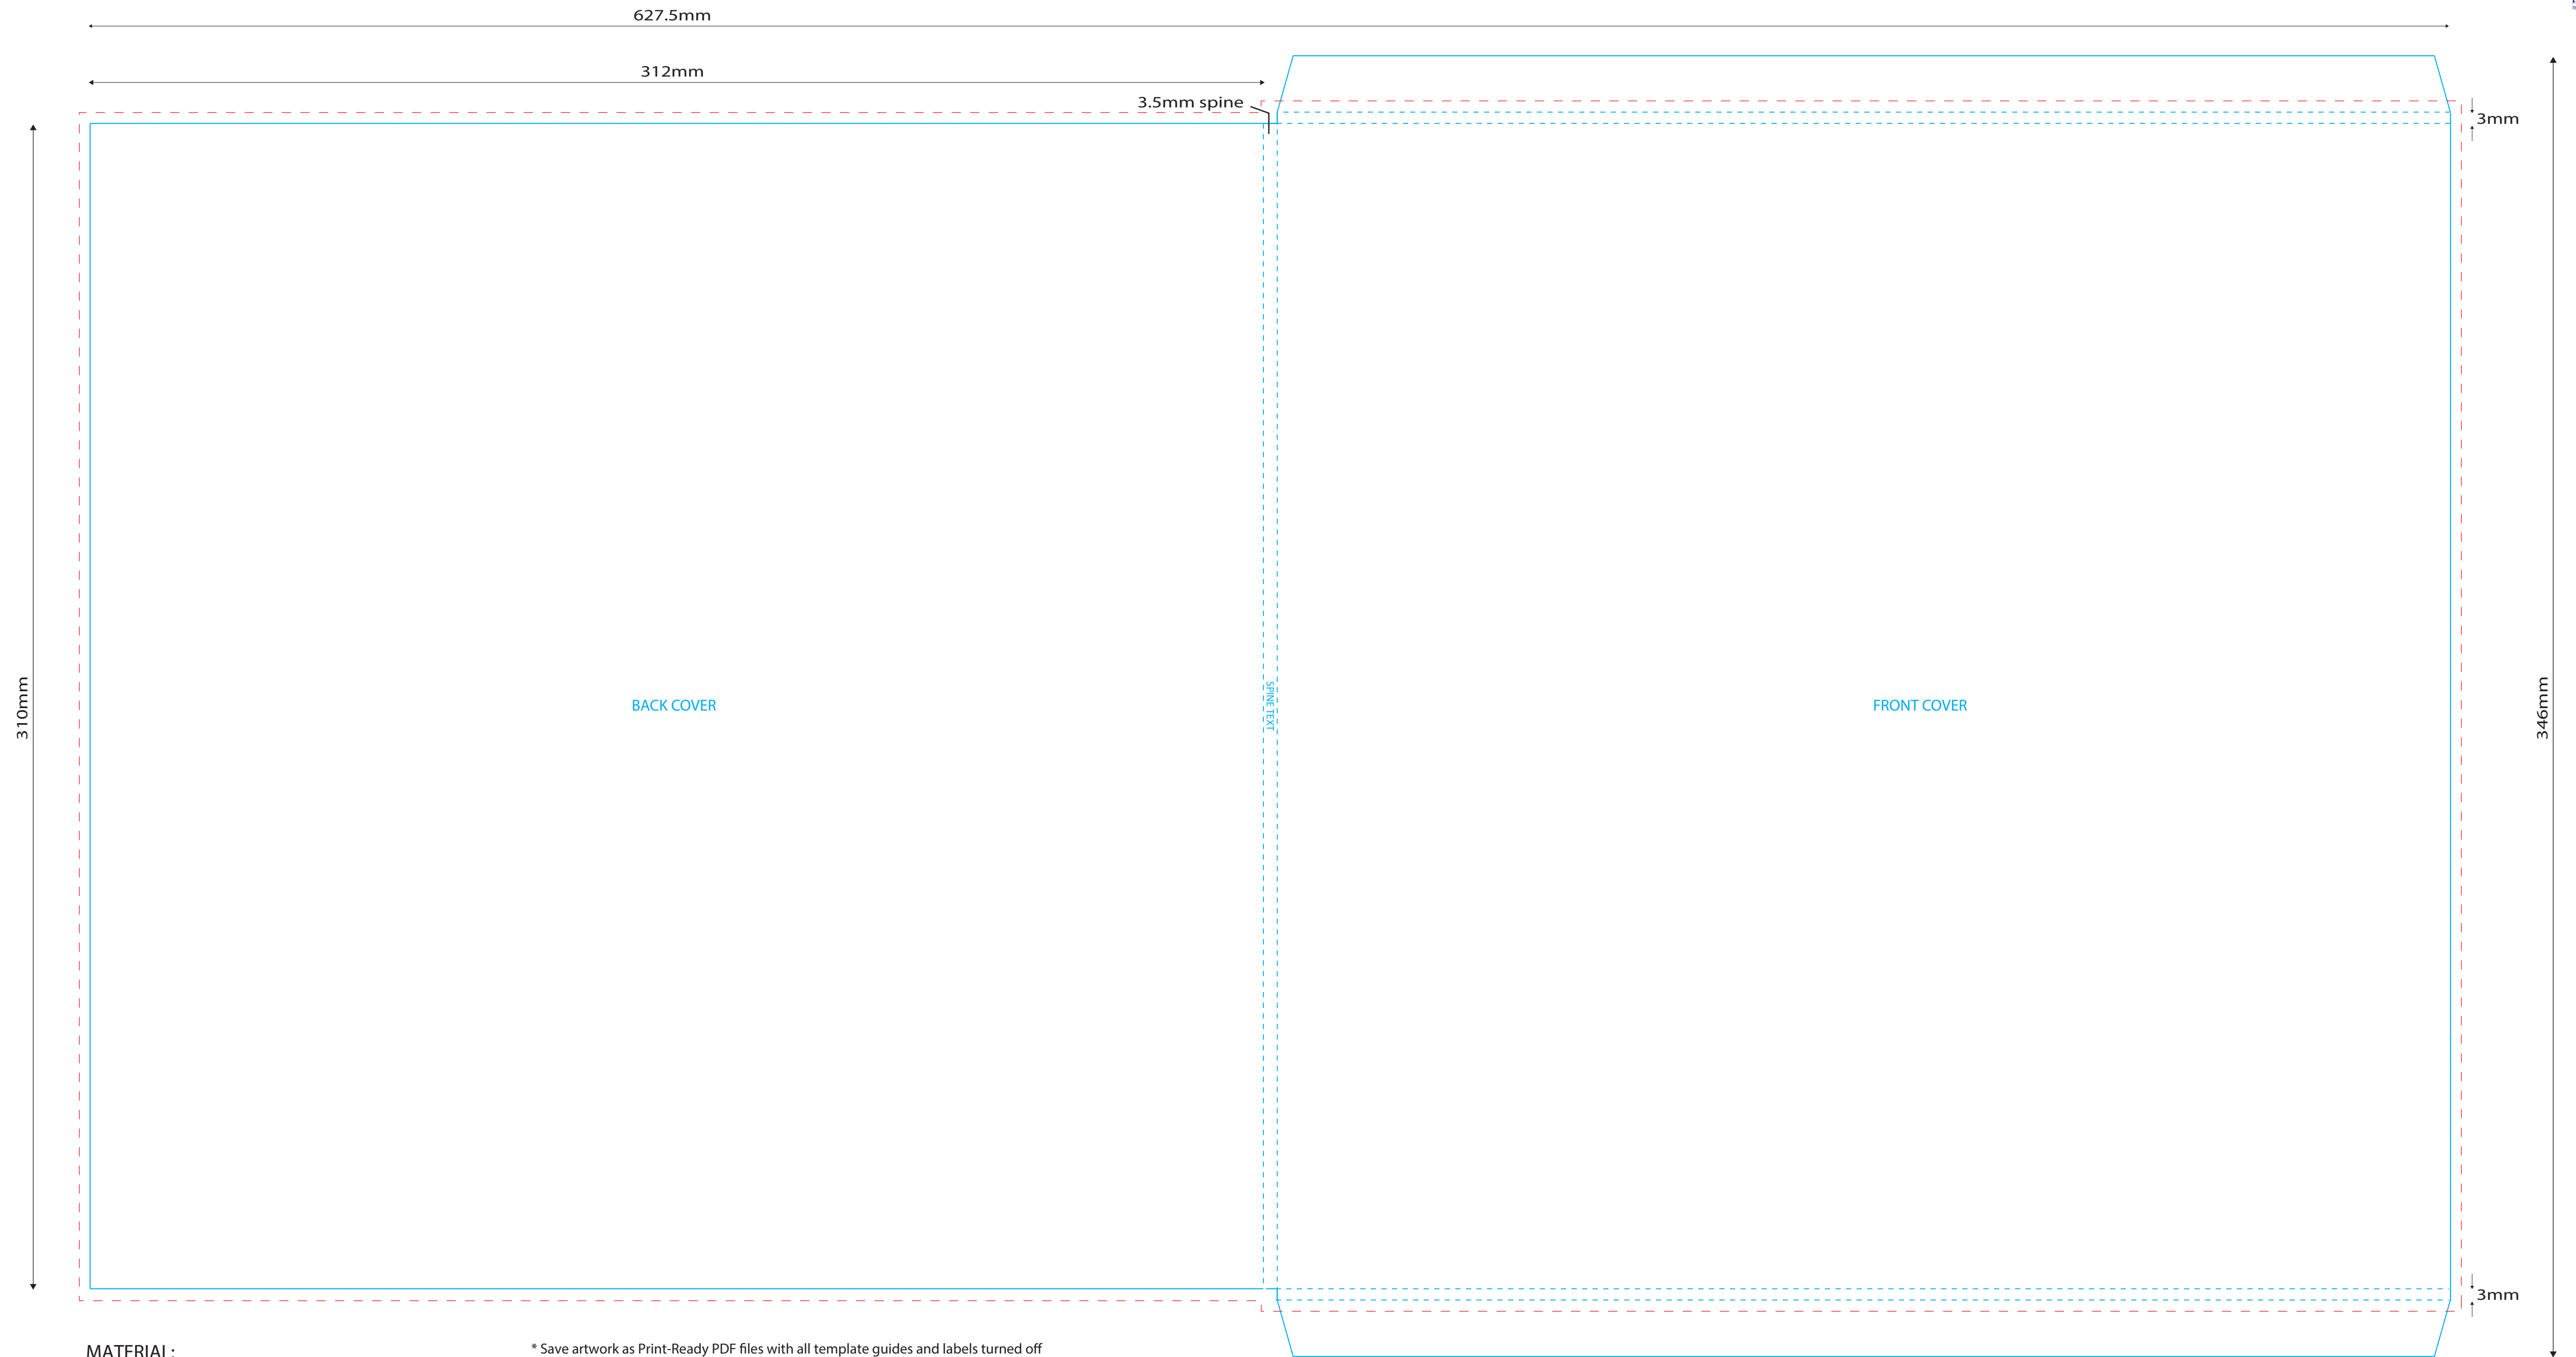 627.5mm
312mm
3.5mm spine
3mm
310mm
BACK COVER
SPINE TEXT
FRONT COVER
346mm
3mm
MATERIAL:
* Save artwork as Print-Ready PDF files with all template guides and labels turned off